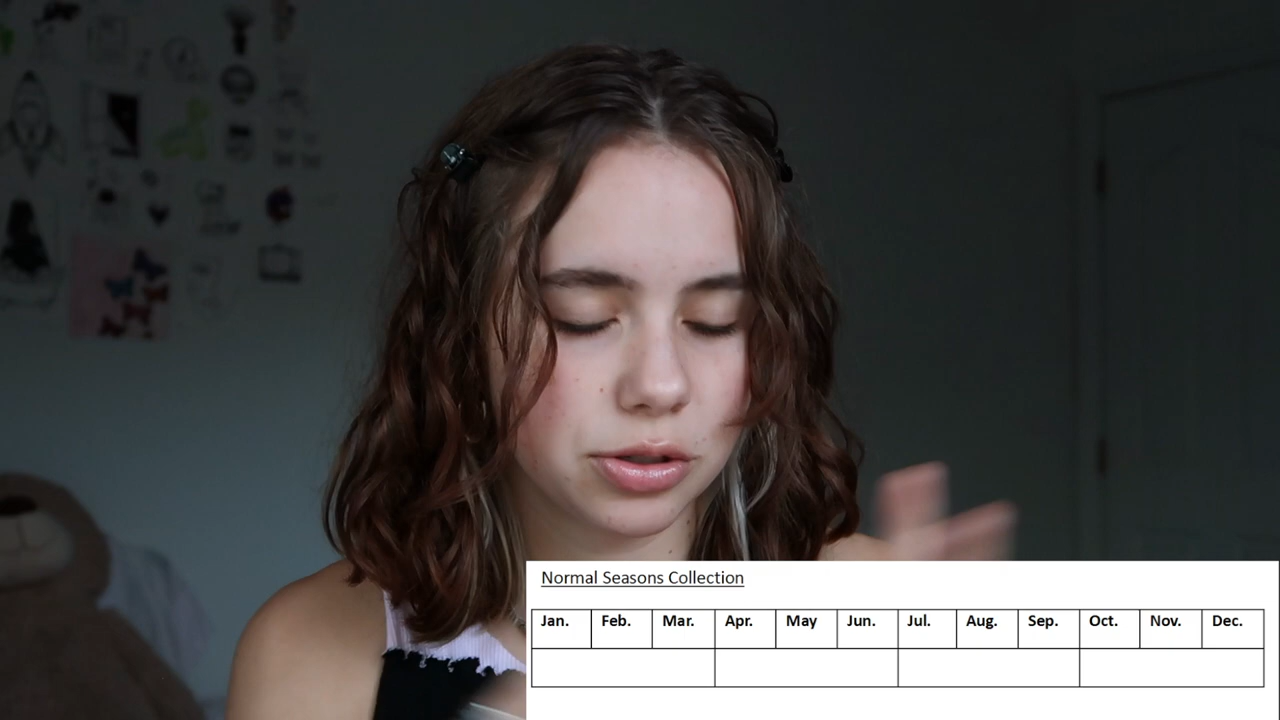 Normal Seasons Collection
Jan. Feb. Mar. Apr. May Jun. Jul. Aug. Sep. Oct. Nov. Dec.